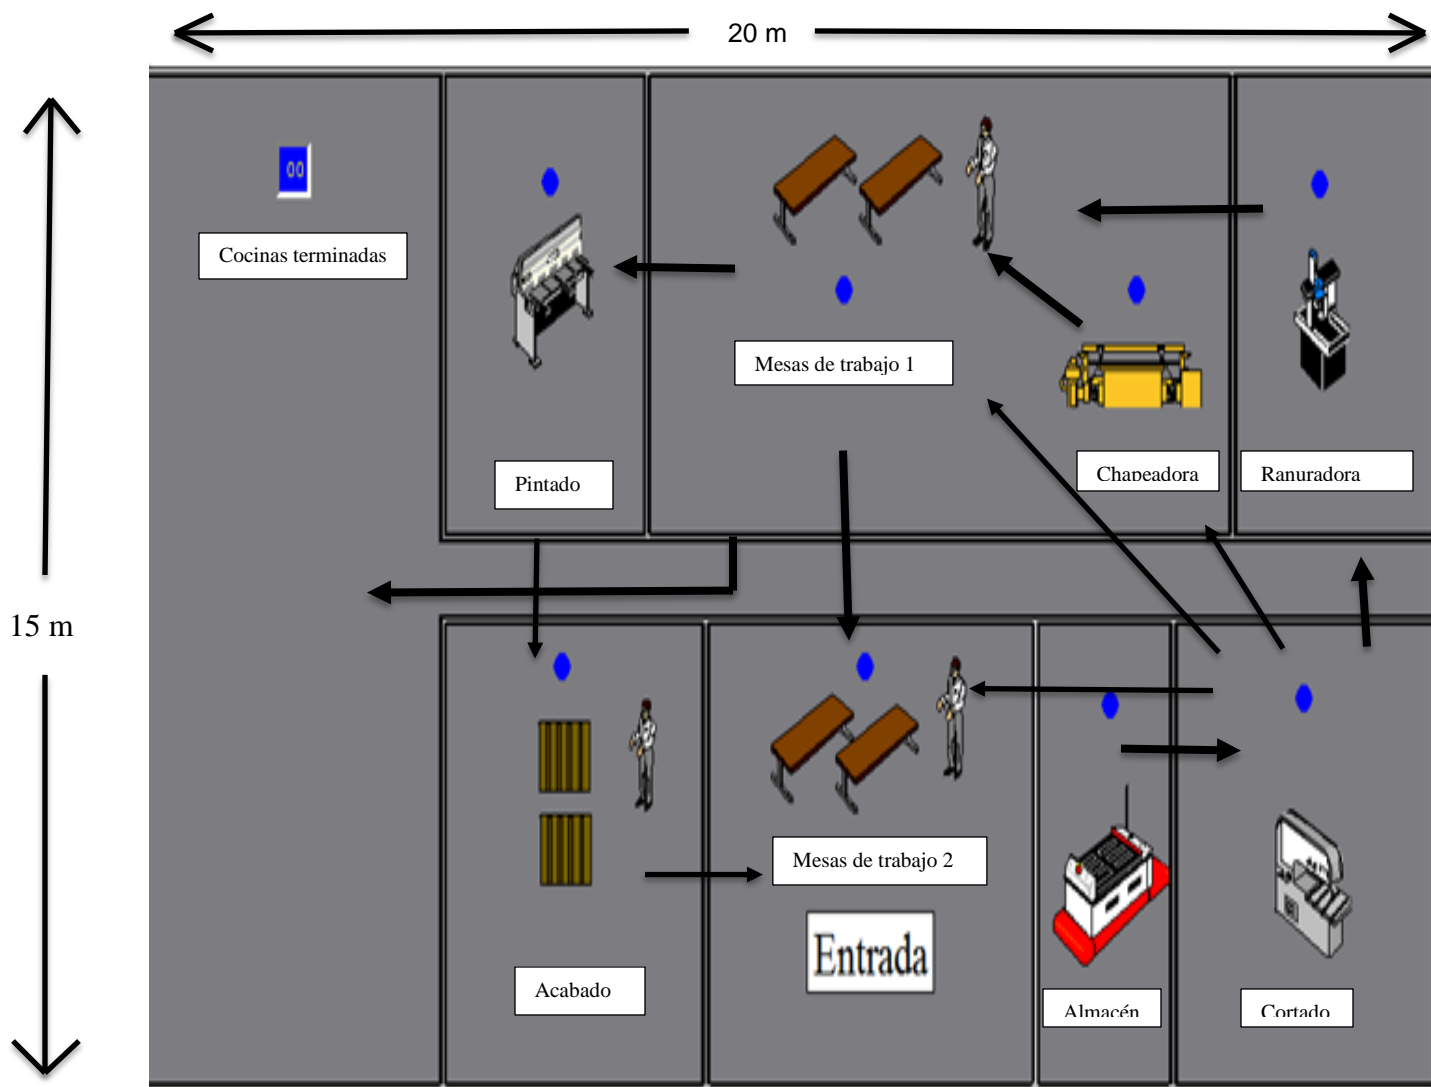 20 m
00
Cocinas terminadas
Mesas de trabajo 1
Pintado
Chapeadora
Ranuradora
15 m
Mesas de trabajo 2
Entrada
Acabado
Almacén
Cortado